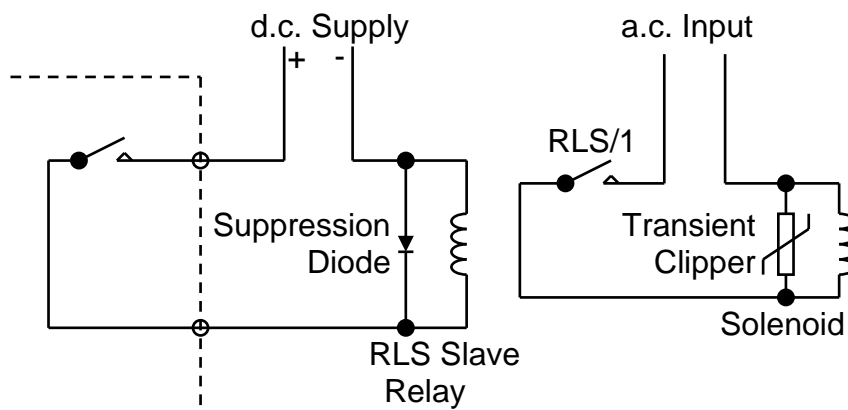 d.c. Supply
+ -
Suppression
Diode
RLS Slave
Relay
a.c. Input
RLS/1
Transient
Clipper
Solenoid